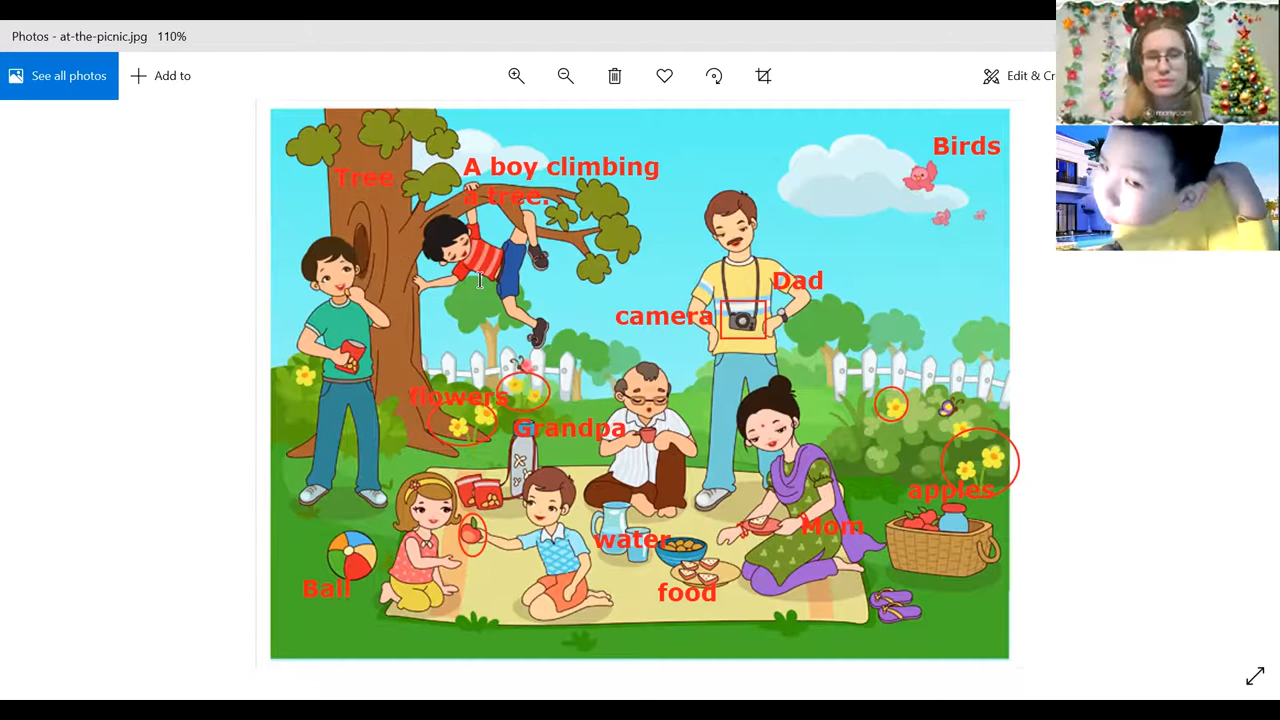 Photos - at-the-picnic.jpg 110%
See all photos
Add to
Edit & Cr
manycam
Birds
A boy climbing
Tree
a tree.
Dad
camera
flowers
Grandpa
apples
Mom
water
Ball
food